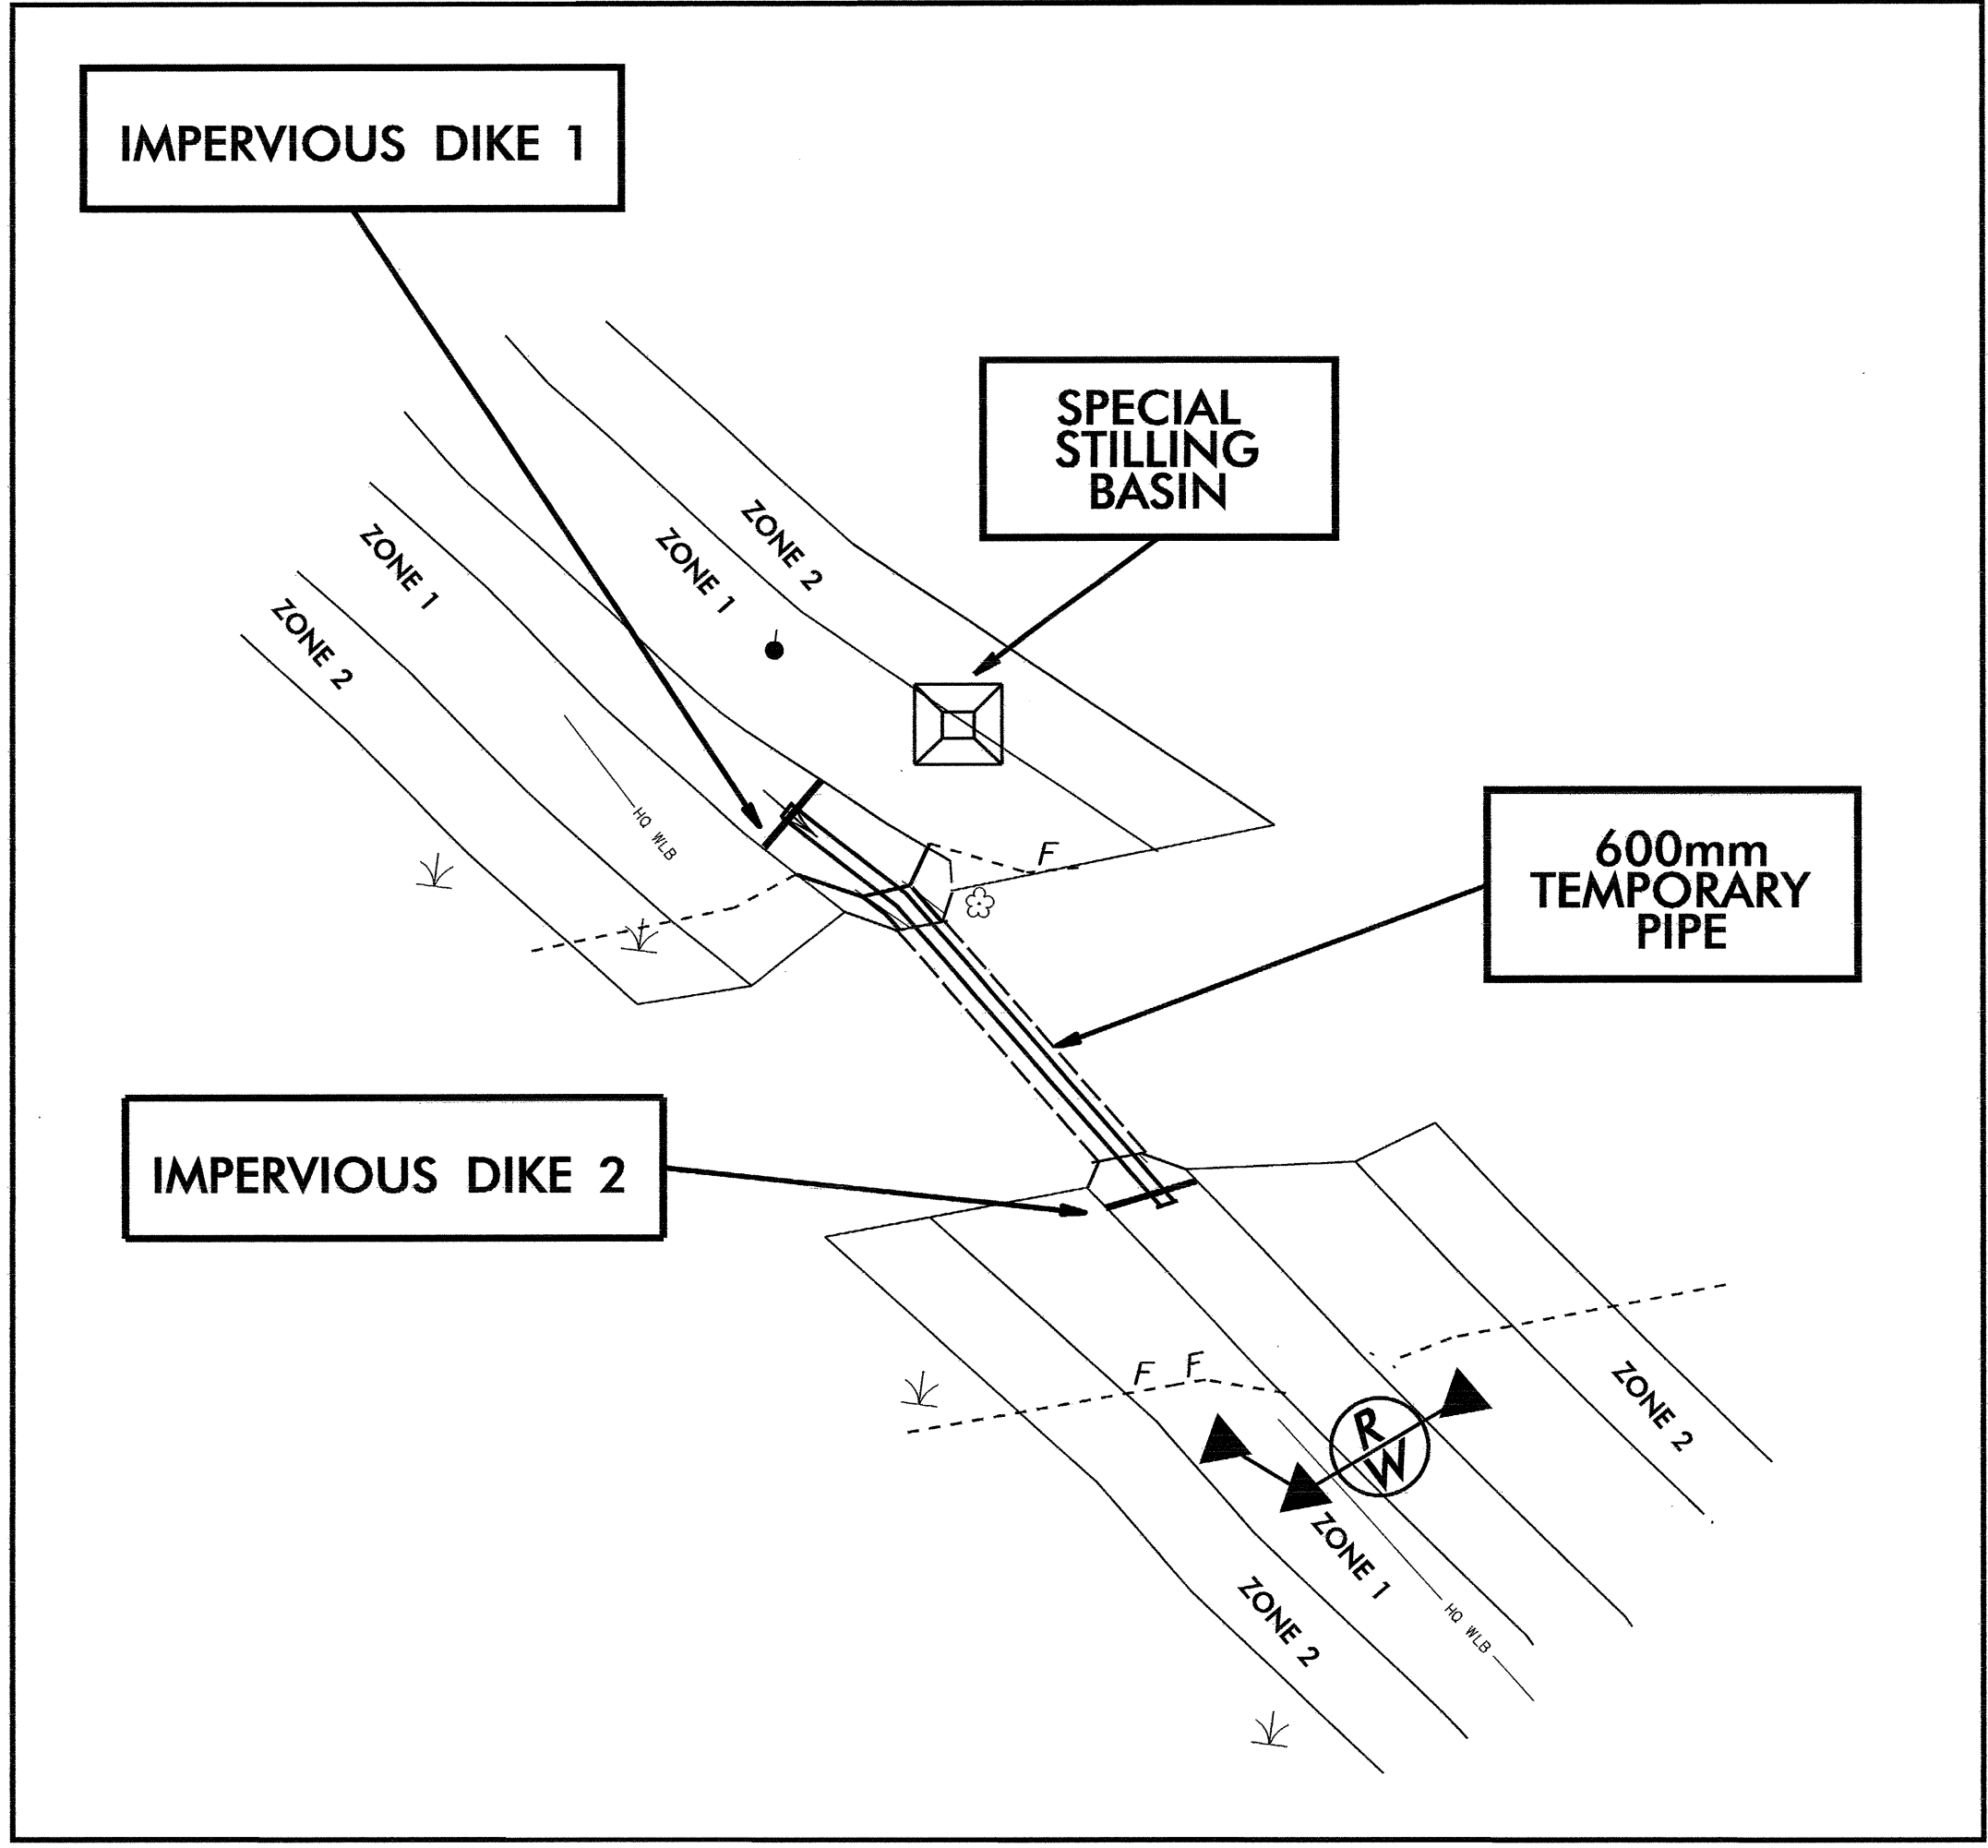 IMPERVIOUS DIKE 1
SPECIAL
STILLING
BASIN
ZONE 2
ZONE 1
ZONE 1
ZONE 2
HQ WLB
600mm
TEMPORARY
PIPE
F
IMPERVIOUS DIKE 2
F F
ZONE 2
R
W
ZONE 1
ZONE 2
HQ WLB